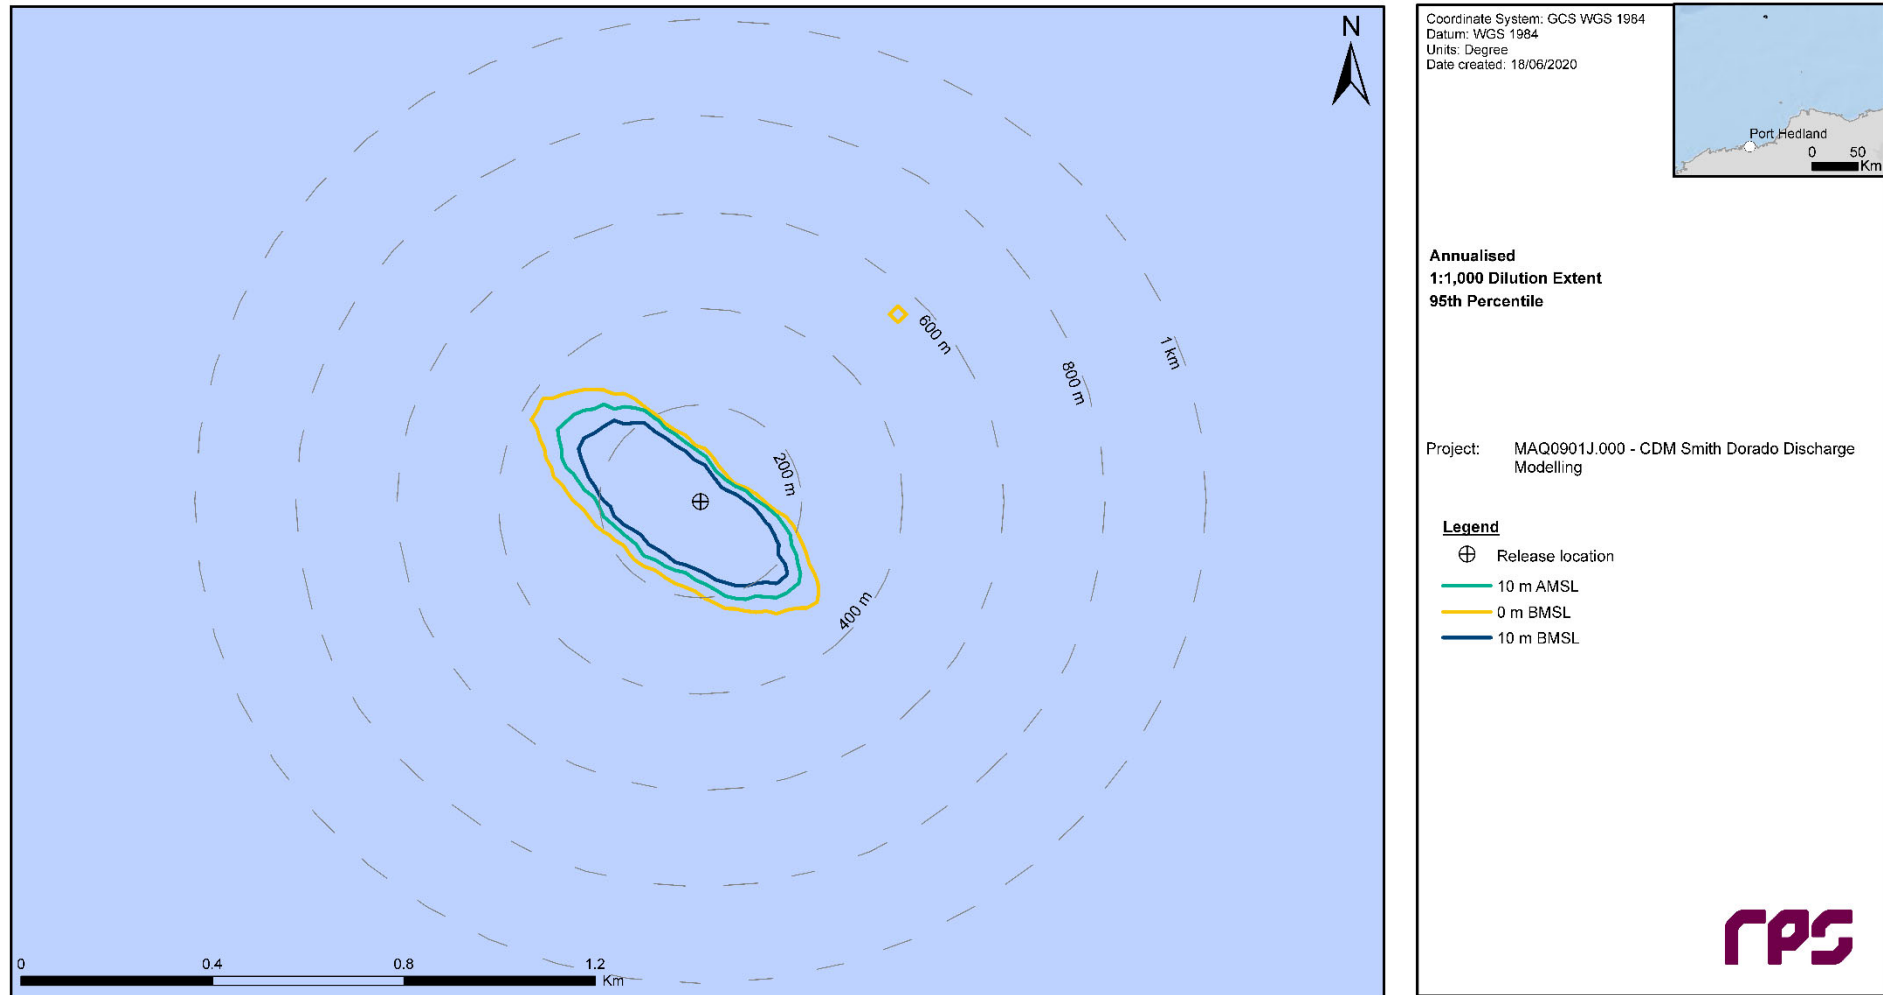 N
600 m
1 km
800 m
200 m
400 m
0 0.4 0.8 1.2
Km
Coordinate System: GCS WGS 1984
Datum: WGS 1984
Units: Degree
Date created: 18/06/2020
Port Hedland
0 50
Km
Annualised
1:1,000 Dilution Extent
95th Percentile
Project: MAQ0901J.000 - CDM Smith Dorado Discharge
Modelling
Legend
Release location
10 m AMSL
0 m BMSL
10 m BMSL
rps